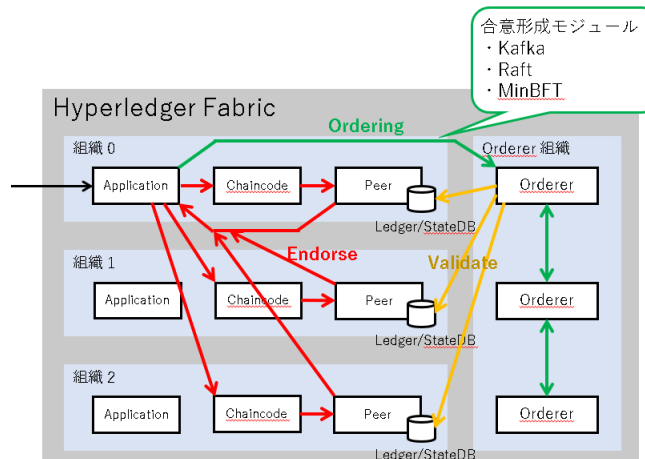 合意形成モジュール
・Kafka
・Raft
・MinBFT
Hyperledger Fabric
Ordering
組織0
Orderer 組織
Application
Chaincode
Peer
Orderer
Ledger/StateDB
Endorse
Validate
組織1
Application
Chaincode
Peer
Orderer
Ledger/StateDB
組織2
Application
Chaincode
Peer
Orderer
Ledger/StateDB